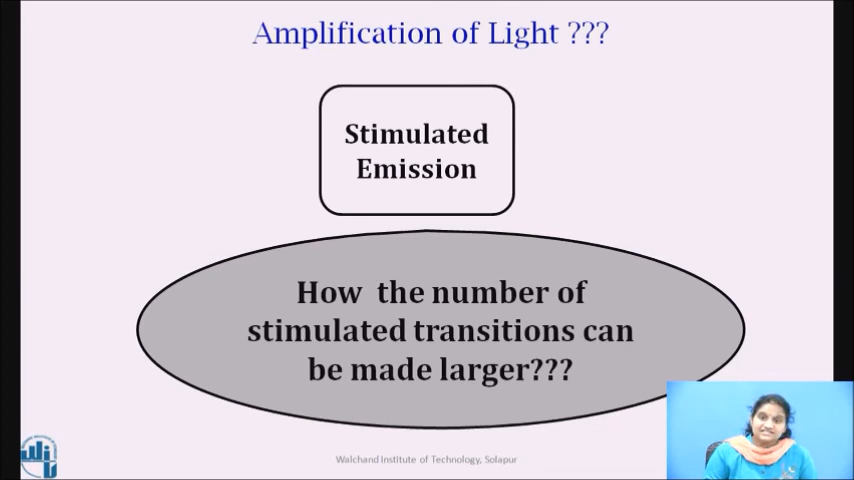 Amplification of Light ???
Stimulated
Emission
How the number of
stimulated transitions can
be made larger???
Walchand Institute of Technology, Solapur